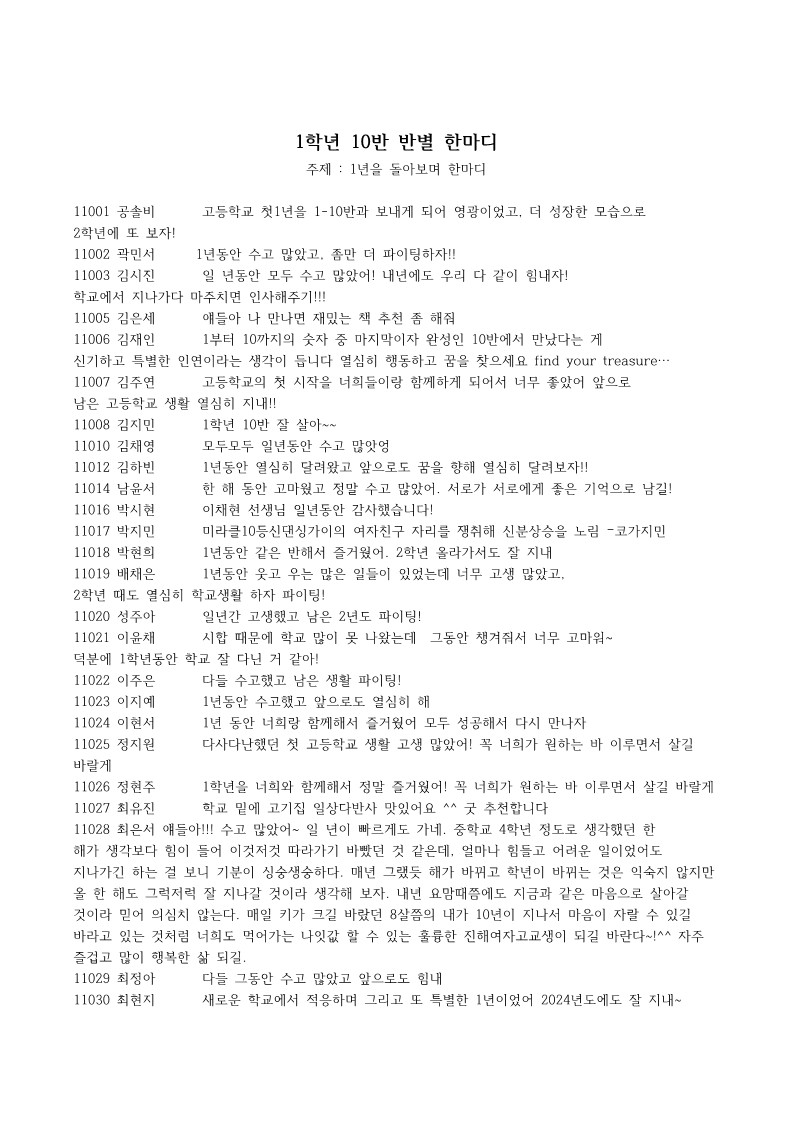 1학년 10반 반별 한마디
주제 : 1년을 돌아보며 한마디
11001 공솔비 고등학교 첫1년을 1-10반과 보내게 되어 영광이었고, 더 성장한 모습으로
2학년에 또 보자!
11002 곽민서 1년동안 수고 많았고, 좀만 더 파이팅하자!!
11003 김시진 일 년동안 모두 수고 많았어! 내년에도 우리 다 같이 힘내자!
학교에서 지나가다 마주치면 인사해주기!!!
11005 김은세 얘들아 나 만나면 재밌는 책 추천 좀 해줘
11006 김재인 1부터 10까지의 숫자 중 마지막이자 완성인 10반에서 만났다는 게
신기하고 특별한 인연이라는 생각이 듭니다 열심히 행동하고 꿈을 찾으세요 find your treasure…
11007 김주연 고등학교의 첫 시작을 너희들이랑 함께하게 되어서 너무 좋았어 앞으로
남은 고등학교 생활 열심히 지내!!
11008 김지민 1학년 10반 잘 살아~~
11010 김채영 모두모두 일년동안 수고 많앗엉
11012 김하빈 1년동안 열심히 달려왔고 앞으로도 꿈을 향해 열심히 달려보자!!
11014 남윤서 한 해 동안 고마웠고 정말 수고 많았어. 서로가 서로에게 좋은 기억으로 남길!
11016 박시현 이채현 선생님 일년동안 감사했습니다!
11017 박지민 미라클10등신댄싱가이의 여자친구 자리를 쟁취해 신분상승을 노림 -코가지민
11018 박현희 1년동안 같은 반해서 즐거웠어. 2학년 올라가서도 잘 지내
11019 배채은 1년동안 웃고 우는 많은 일들이 있었는데 너무 고생 많았고,
2학년 때도 열심히 학교생활 하자 파이팅!
11020 성주아 일년간 고생했고 남은 2년도 파이팅!
11021 이윤채 시합 때문에 학교 많이 못 나왔는데 그동안 챙겨줘서 너무 고마워~
덕분에 1학년동안 학교 잘 다닌 거 같아!
11022 이주은 다들 수고했고 남은 생활 파이팅!
11023 이지예 1년동안 수고했고 앞으로도 열심히 해
11024 이현서 1년 동안 너희랑 함께해서 즐거웠어 모두 성공해서 다시 만나자
11025 정지원 다사다난했던 첫 고등학교 생활 고생 많았어! 꼭 너희가 원하는 바 이루면서 살길
바랄게
11026 정현주 1학년을 너희와 함께해서 정말 즐거웠어! 꼭 너희가 원하는 바 이루면서 살길 바랄게
11027 최유진 학교 밑에 고기집 일상다반사 맛있어요 ^^ 굿 추천합니다
11028 최은서 얘들아!!! 수고 많았어~ 일 년이 빠르게도 가네. 중학교 4학년 정도로 생각했던 한
해가 생각보다 힘이 들어 이것저것 따라가기 바빴던 것 같은데, 얼마나 힘들고 어려운 일이었어도
지나가긴 하는 걸 보니 기분이 싱숭생숭하다. 매년 그랬듯 해가 바뀌고 학년이 바뀌는 것은 익숙지 않지만
올 한 해도 그럭저럭 잘 지나갈 것이라 생각해 보자. 내년 요맘때쯤에도 지금과 같은 마음으로 살아갈
것이라 믿어 의심치 않는다. 매일 키가 크길 바랐던 8살쯤의 내가 10년이 지나서 마음이 자랄 수 있길
바라고 있는 것처럼 너희도 먹어가는 나잇값 할 수 있는 훌륭한 진해여자고교생이 되길 바란다~!^^ 자주
즐겁고 많이 행복한 삶 되길.
11029 최정아 다들 그동안 수고 많았고 앞으로도 힘내
11030 최현지 새로운 학교에서 적응하며 그리고 또 특별한 1년이었어 2024년도에도 잘 지내~